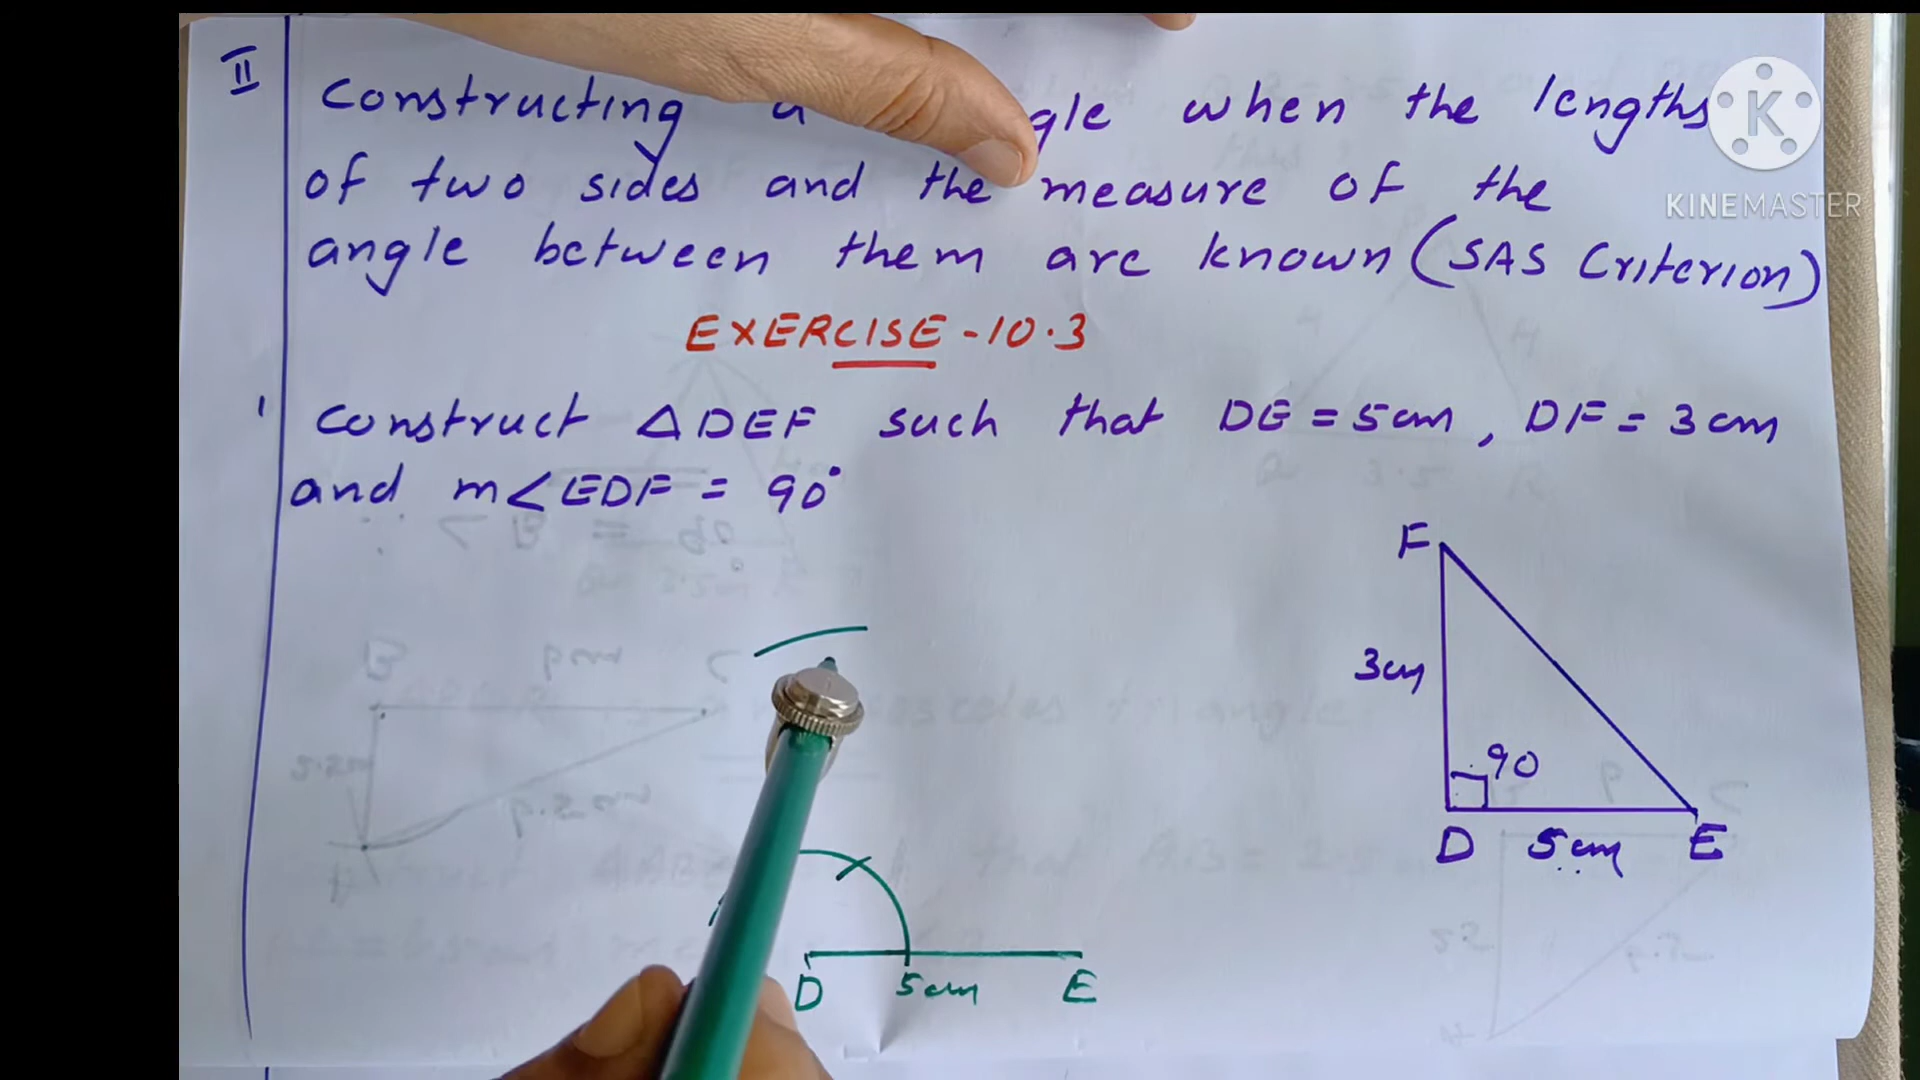 II
Constructing a gle when the lengths
of two sides and the measure of the
angle between them are known (SAS Criterion)
EXERCISE - 10.3
1 Construct △DEF such that DE = 5cm, DF = 3cm
and m∠EDF = 90°
F
3cm
90
D 5cm E
D 5cm E
K
KINEMASTER